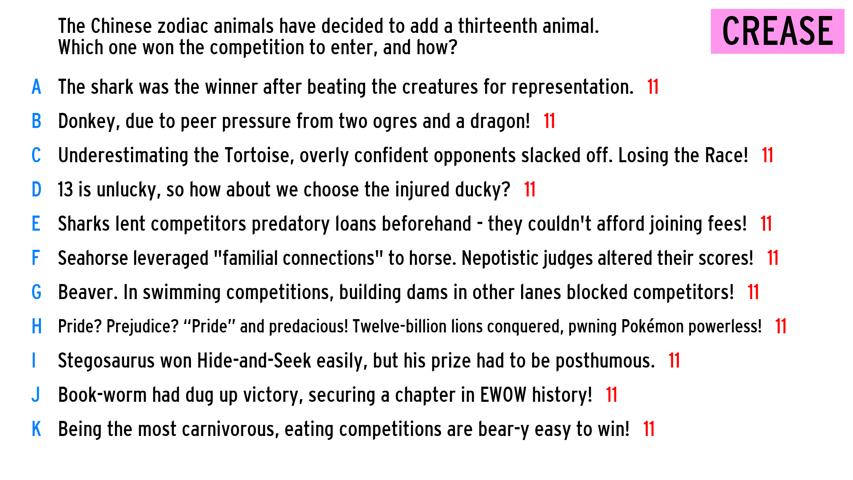 The Chinese zodiac animals have decided to add a thirteenth animal.
Which one won the competition to enter, and how?
CREASE
A The shark was the winner after beating the creatures for representation. 11
B Donkey, due to peer pressure from two ogres and a dragon! 11
C Underestimating the Tortoise, overly confident opponents slacked off. Losing the Race! 11
D 13 is unlucky, so how about we choose the injured ducky? 11
E Sharks lent competitors predatory loans beforehand - they couldn't afford joining fees! 11
F Seahorse leveraged "familial connections" to horse. Nepotistic judges altered their scores! 11
G Beaver. In swimming competitions, building dams in other lanes blocked competitors! 11
H Pride? Prejudice? “Pride” and predacious! Twelve-billion lions conquered, pwning Pokémon powerless! 11
I Stegosaurus won Hide-and-Seek easily, but his prize had to be posthumous. 11
J Book-worm had dug up victory, securing a chapter in EWOW history! 11
K Being the most carnivorous, eating competitions are bear-y easy to win! 11